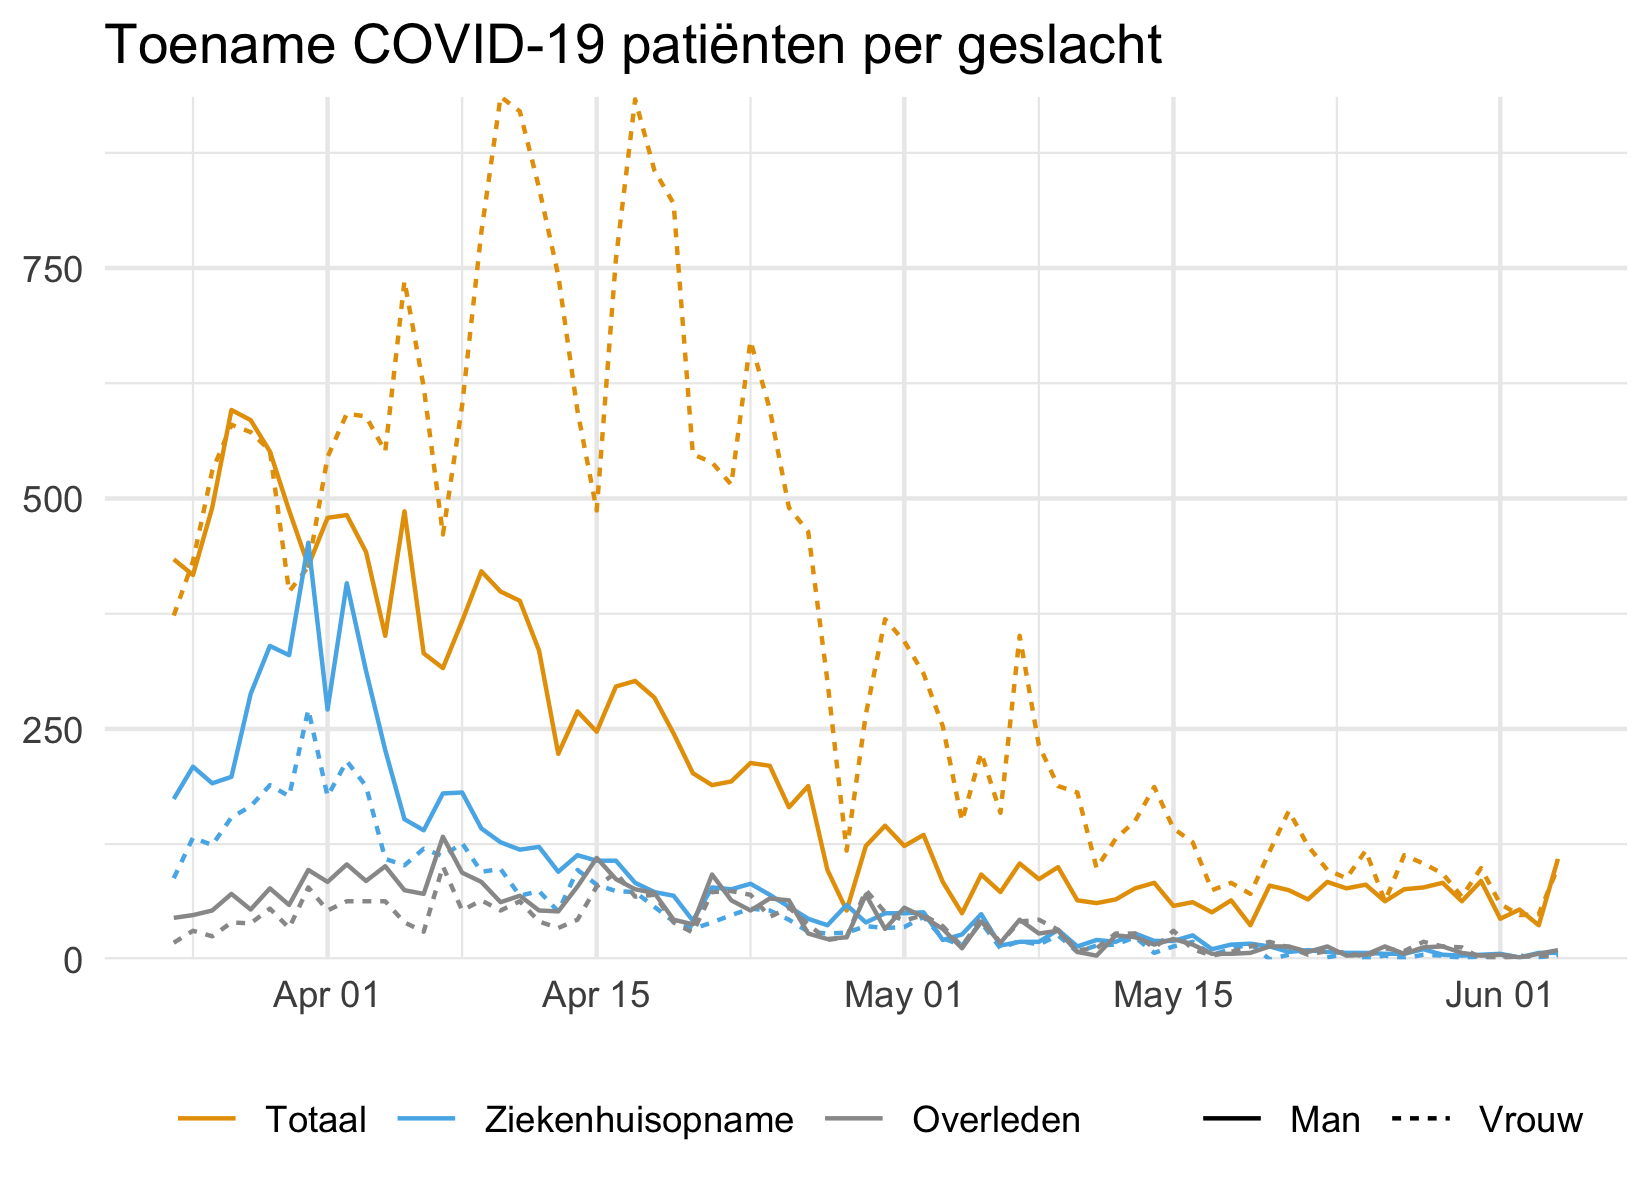 Toename COVID-19 patiënten per geslacht
750
500
250
0
Apr 01 Apr 15 May 01 May 15 Jun 01
Totaal Ziekenhuisopname Overleden Man Vrouw